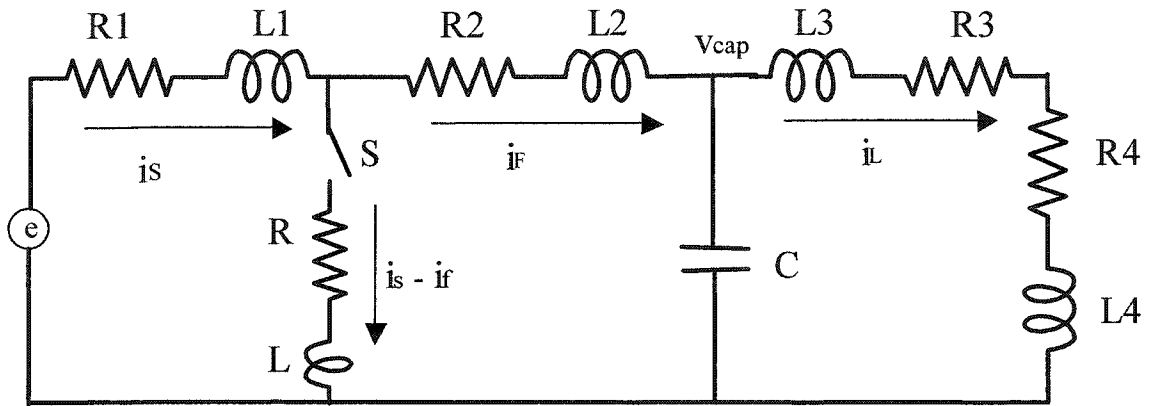 R1 L1 R2 L2 Vcap L3 R3
iS S iF iL R4
e R is - if C
L L4